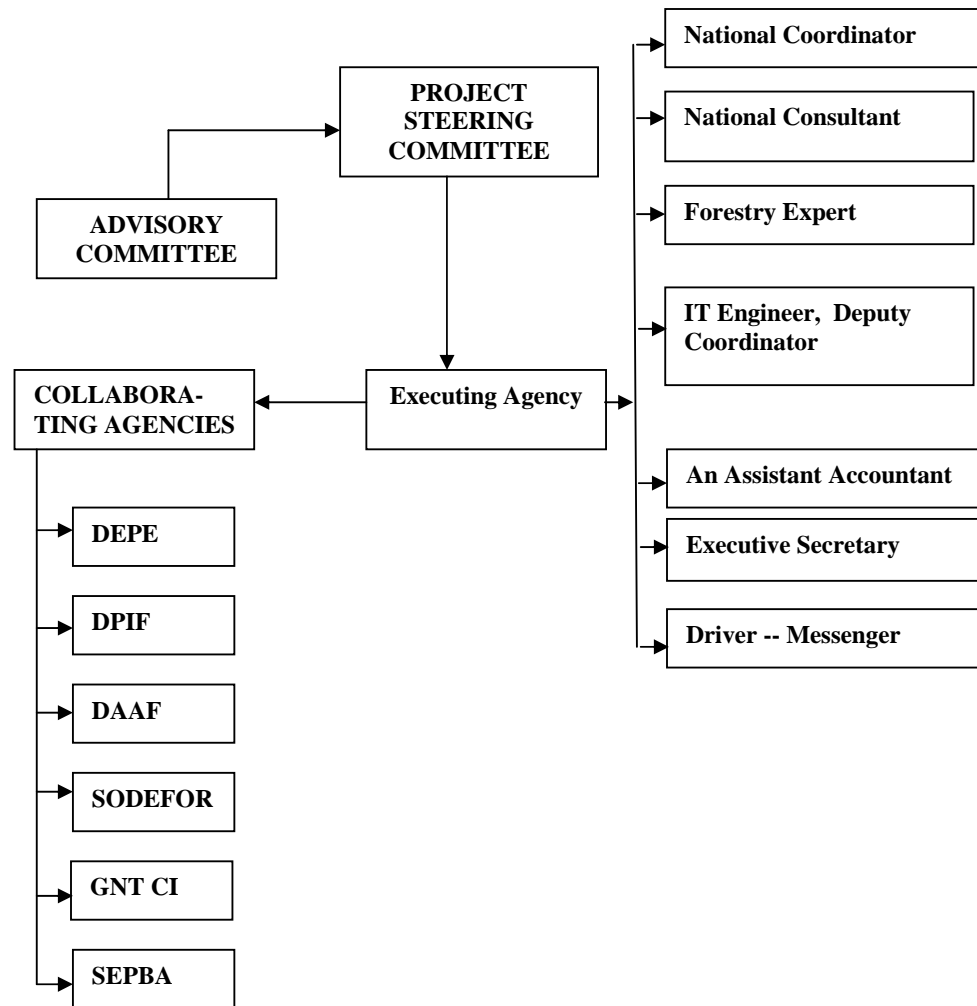 National Coordinator
PROJECT
STEERING
COMMITTEE
National Consultant
ADVISORY
COMMITTEE
Forestry Expert
IT Engineer,  Deputy
Coordinator
COLLABORA-
TING AGENCIES
Executing Agency
An Assistant Accountant
DEPE
Executive Secretary
DPIF
Driver -- Messenger
DAAF
SODEFOR
GNT CI
SEPBA